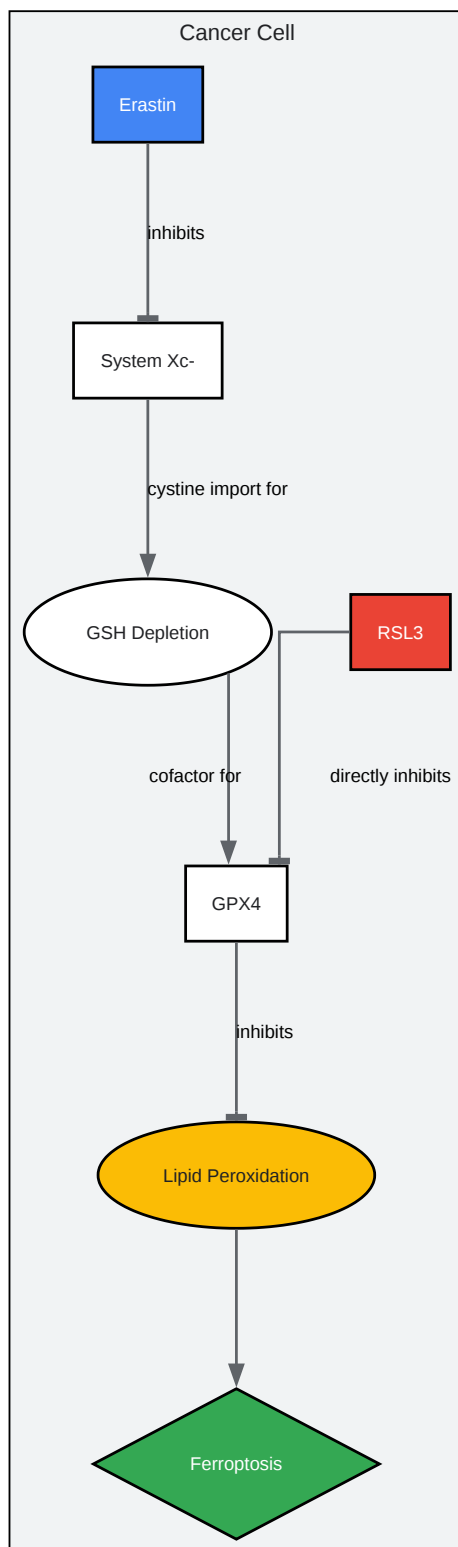 Cancer Cell
Erastin
inhibits
System Xc-
cystine import for
GSH Depletion
RSL3
cofactor for
directly inhibits
GPX4
inhibits
Lipid Peroxidation
Ferroptosis